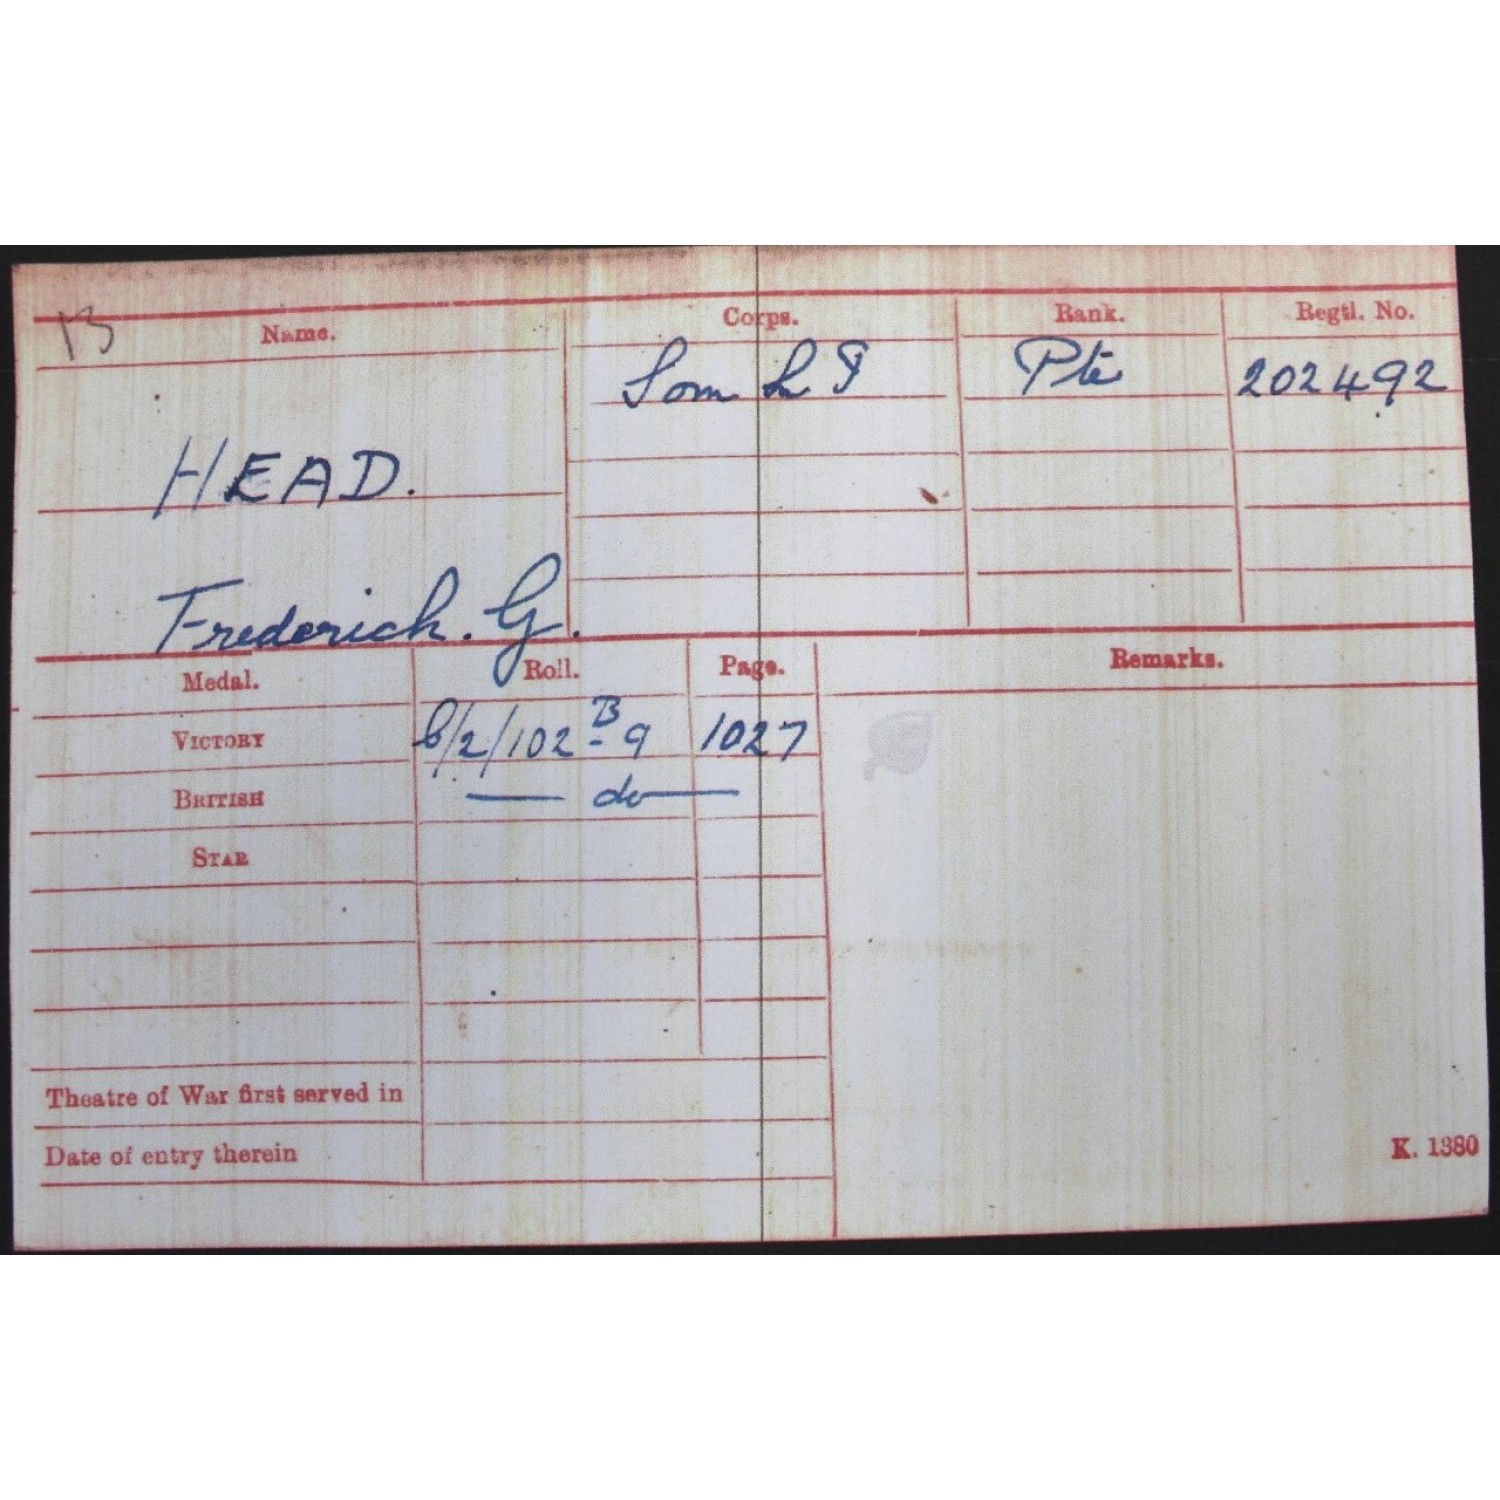 13
Name. Corps. Rank. Regtl. No.
Som L I Pte 202492
HEAD.
Frederick. G.
Medal. Roll. Page. Remarks.
VICTORY 6/2/102 B-9 1027
BRITISH — do —
STAR
Theatre of War first served in
Date of entry therein
K. 1380